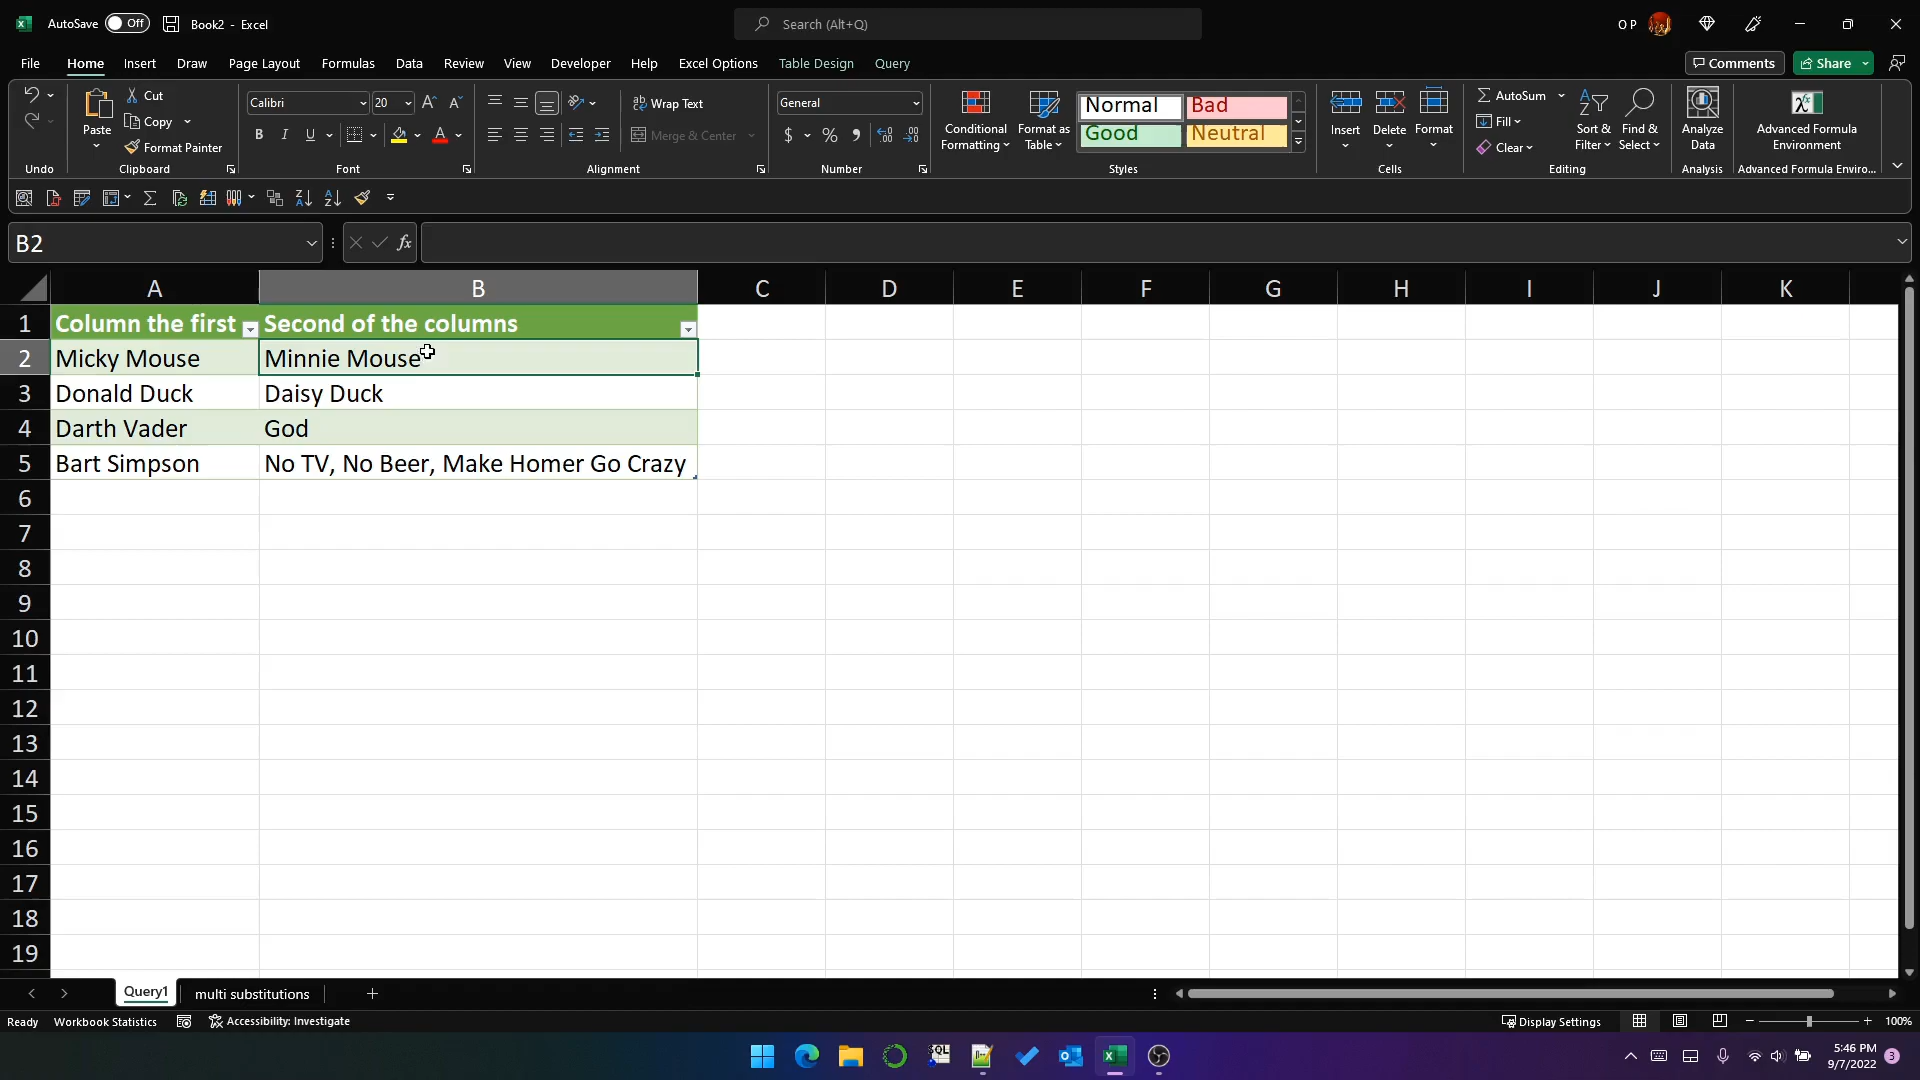 AutoSave Off Book2 - Excel Search (Alt+Q) O P
File Home Insert Draw Page Layout Formulas Data Review View Developer Help Excel Options Table Design Query Comments Share
Cut
Copy
Format Painter
Paste
Undo Clipboard
Calibri 20
B I U A
Font
Wrap Text
Merge & Center
Alignment
General
$ % ,
Number
Conditional Formatting
Format as Table
Normal Bad
Good Neutral
Styles
Insert Delete Format
Cells
AutoSum
Fill
Clear
Sort & Filter
Find & Select
Editing
Analyze Data
Analysis
Advanced Formula Environment
Advanced Formula Enviro...
B2 fx
A B C D E F G H I J K
1 Column the first Second of the columns
2 Micky Mouse Minnie Mouse
3 Donald Duck Daisy Duck
4 Darth Vader God
5 Bart Simpson No TV, No Beer, Make Homer Go Crazy
6
7
8
9
10
11
12
13
14
15
16
17
18
19
Query1 multi substitutions
Ready Workbook Statistics Accessibility: Investigate Display Settings 100%
SQL
5:46 PM
9/7/2022
3